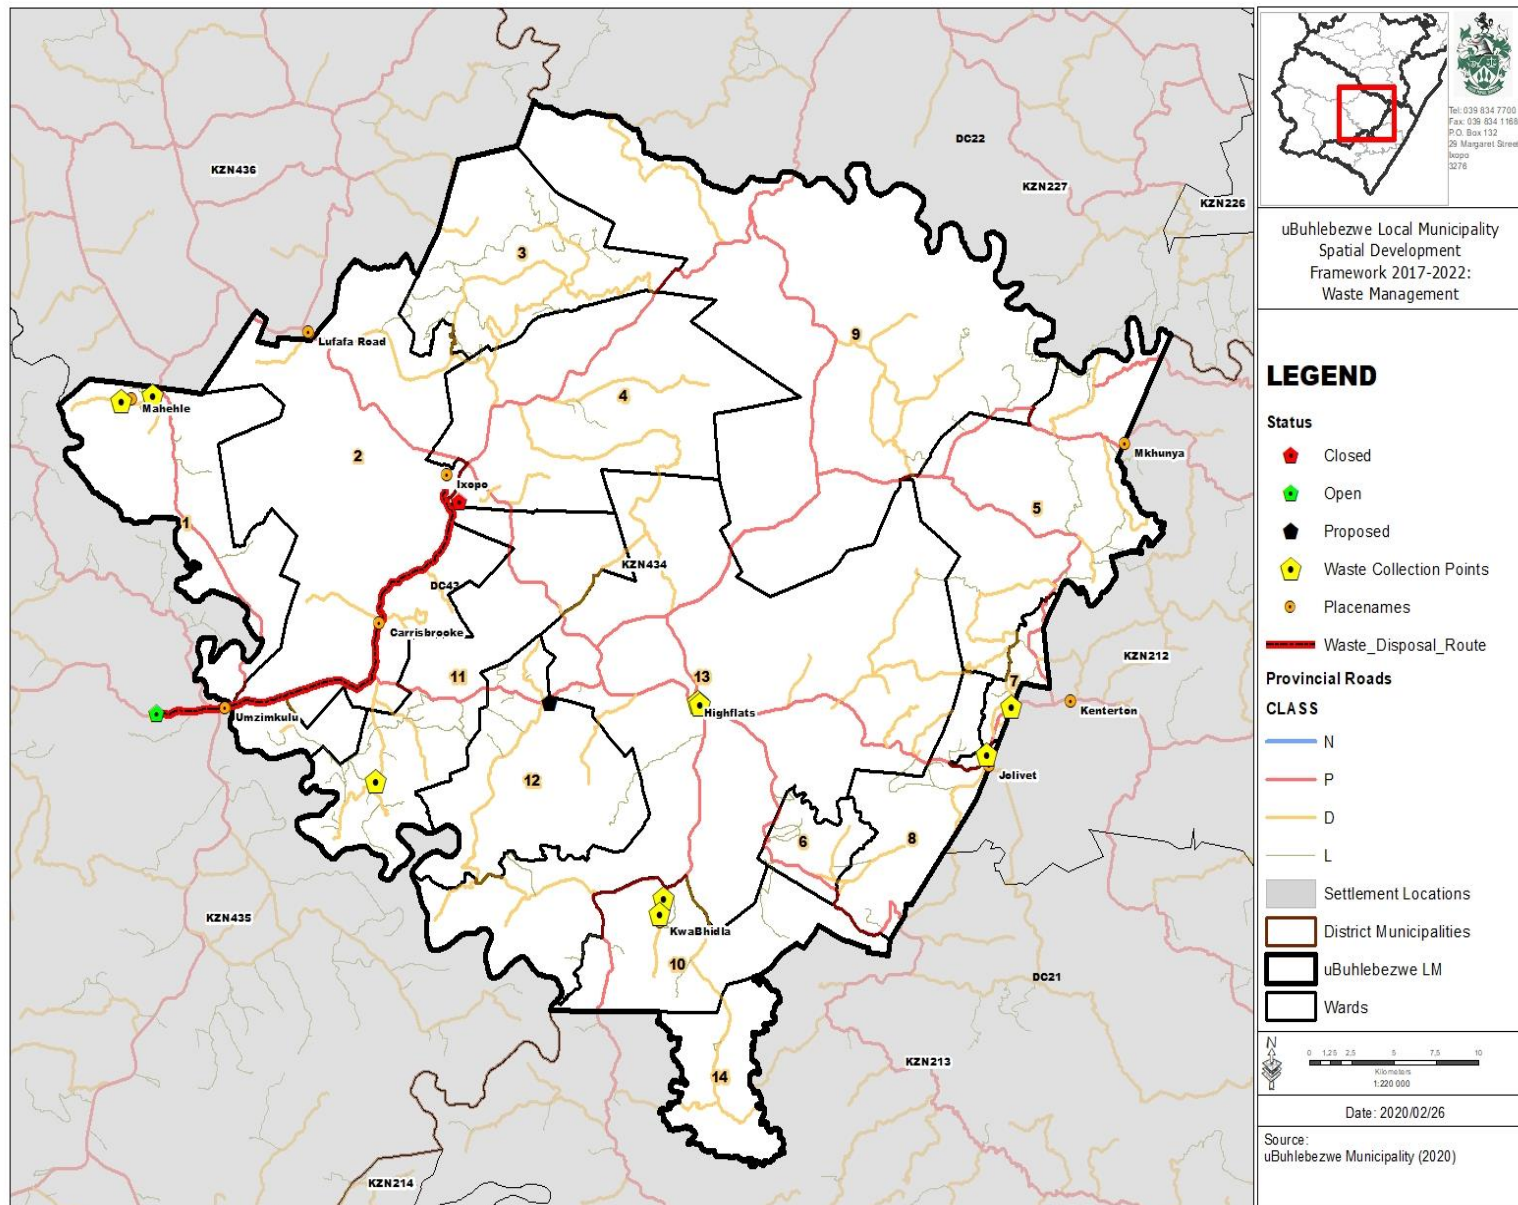 DC22
KZN436
KZN227
KZN226
3
Lufafa Road
9
4
Mahehle
2
Mkhunya
Ixopo
5
1
KZN434
DC43
Carrisbrooke
KZN212
11
13
7
Highflats
Kenterton
Umzimkulu
Jolivet
12
6
8
KZN435
KwaBhidla
10
DC21
KZN213
14
KZN214
Tel: 039 834 7700
Fax: 039 834 1168
P.O. Box 132
29 Margaret Street
Ixopo
3276
uBuhlebezwe Local Municipality
Spatial Development
Framework 2017-2022:
Waste Management
LEGEND
Status
Closed
Open
Proposed
Waste Collection Points
Placenames
Waste_Disposal_Route
Provincial Roads
CLASS
N
P
D
L
Settlement Locations
District Municipalities
uBuhlebezwe LM
Wards
N
0 1,25 2,5 5 7,5 10
Kilometers
1:220 000
Date: 2020/02/26
Source:
uBuhlebezwe Municipality (2020)